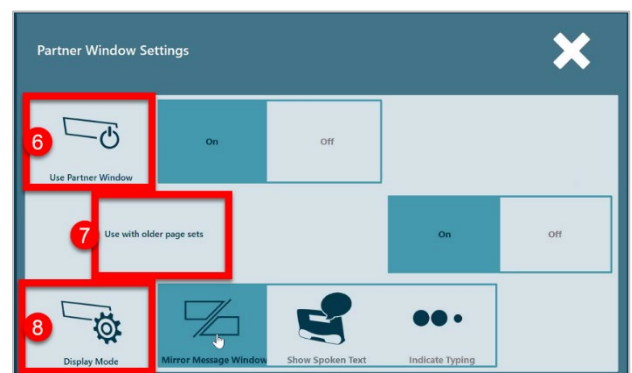 Partner Window Settings
6
On
Off
Use Partner Window
7
Use with older page sets
On
Off
8
Display Mode
Mirror Message Window
Show Spoken Text
Indicate Typing